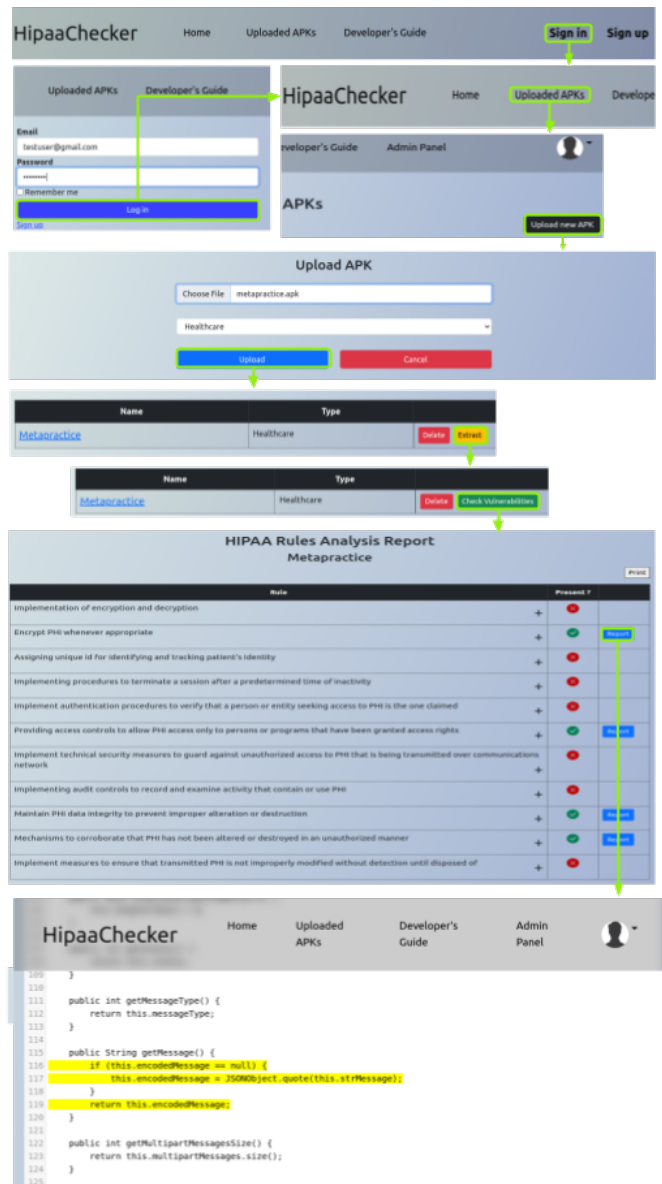 HipaaChecker Home Uploaded APKs Developer's Guide Sign in Sign up
Uploaded APKs Developer's Guide
Email
testuser@gmail.com
Password
Remember me
Log in
Sign up
HipaaChecker Home Uploaded APKs Develope
eveloper's Guide Admin Panel
APKs
Upload new APK
Upload APK
Choose File metapractice.apk
Healthcare
Upload Cancel
Name Type
Metapractice Healthcare Delete Extract
Name Type
Metapractice Healthcare Delete Check Vulnerabilities
HIPAA Rules Analysis Report
Metapractice
Print
Rule Present ?
Implementation of encryption and decryption +
Encrypt PHI whenever appropriate + Report
Assigning unique id for identifying and tracking patient's identity +
Implementing procedures to terminate a session after a predetermined time of inactivity +
Implement authentication procedures to verify that a person or entity seeking access to PHI is the one claimed +
Providing access controls to allow PHI access only to persons or programs that have been granted access rights + Report
Implement technical security measures to guard against unauthorized access to PHI that is being transmitted over communications
network +
Implementing audit controls to record and examine activity that contain or use PHI +
Maintain PHI data integrity to prevent improper alteration or destruction + Report
Mechanisms to corroborate that PHI has not been altered or destroyed in an unauthorized manner + Report
Implement measures to ensure that transmitted PHI is not improperly modified without detection until disposed of +
HipaaChecker Home Uploaded APKs Developer's Guide Admin Panel
109 }
110
111 public int getMessageType() {
112 return this.messageType;
113 }
114
115 public String getMessage() {
116 if (this.encodedMessage == null) {
117 this.encodedMessage = JSONObject.quote(this.strMessage);
118 }
119 return this.encodedMessage;
120 }
121
122 public int getMultipartMessagesSize() {
123 return this.multipartMessages.size();
124 }
125